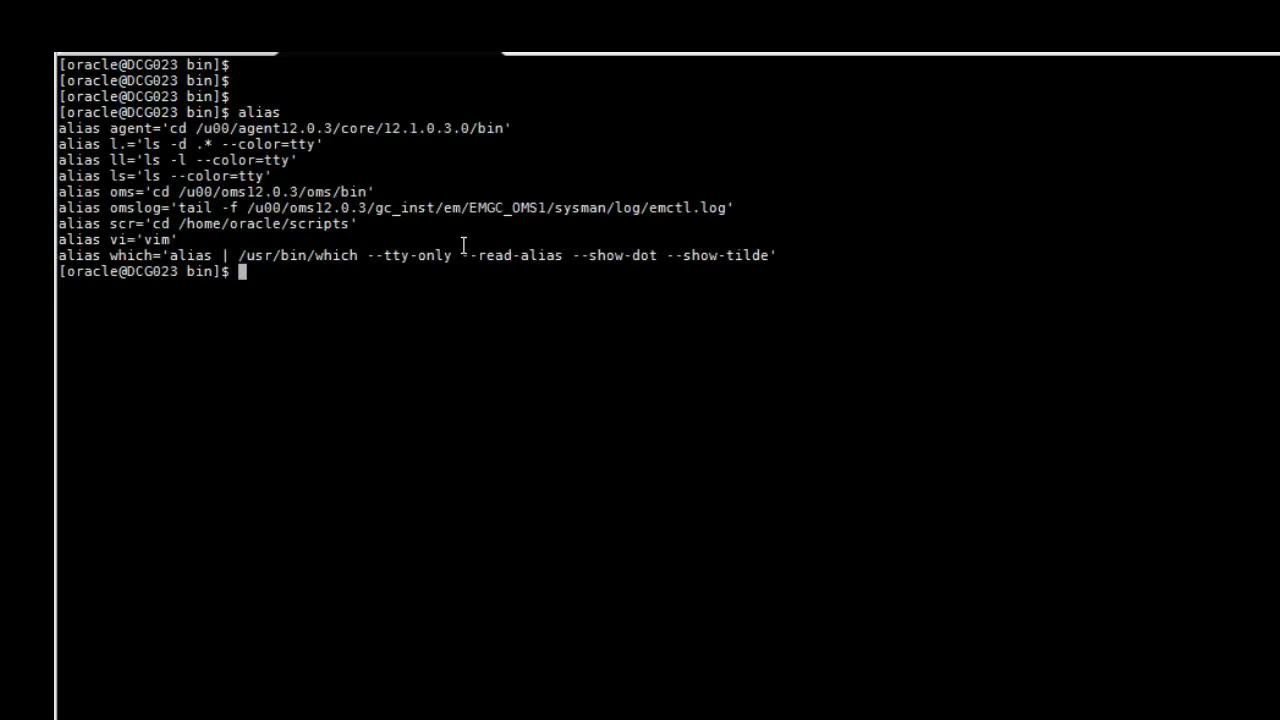 [oracle@DCG023 bin]$
[oracle@DCG023 bin]$
[oracle@DCG023 bin]$
[oracle@DCG023 bin]$ alias
alias agent='cd /u00/agent12.0.3/core/12.1.0.3.0/bin'
alias l.='ls -d .* --color=tty'
alias ll='ls -l --color=tty'
alias ls='ls --color=tty'
alias oms='cd /u00/oms12.0.3/oms/bin'
alias omslog='tail -f /u00/oms12.0.3/gc_inst/em/EMGC_OMS1/sysman/log/emctl.log'
alias scr='cd /home/oracle/scripts'
alias vi='vim'
alias which='alias | /usr/bin/which --tty-only --read-alias --show-dot --show-tilde'
[oracle@DCG023 bin]$